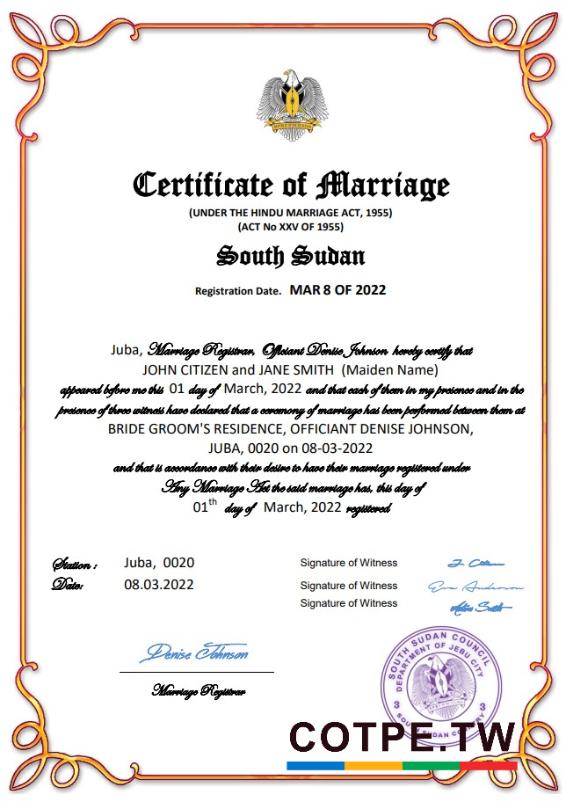 Certificate of Marriage
(UNDER THE HINDU MARRIAGE ACT, 1955)
(ACT No XXV OF 1955)
South Sudan
Registration Date. MAR 8 OF 2022
Juba, Marriage Registrar, Officiant Denise Johnson hereby certify that
JOHN CITIZEN and JANE SMITH (Maiden Name)
appeared before me this 01 day of March, 2022 and that each of them in my presence and in the
presence of three witness have declared that a ceremony of marriage has been performed between them at
BRIDE GROOM'S RESIDENCE, OFFICIANT DENISE JOHNSON,
JUBA, 0020 on 08-03-2022
and that is accordance with their desire to have their marriage registered under
Any Marriage Act the said marriage has, this day of
01th day of March, 2022 registered
Station : Juba, 0020
Date: 08.03.2022
Signature of Witness
Signature of Witness Eva Anderson
Signature of Witness
Denise Johnson
Marriage Registrar
SOUTH SUDAN COUNCIL
DEPARTMENT OF JEBU CITY
3 3
COTPE.TW